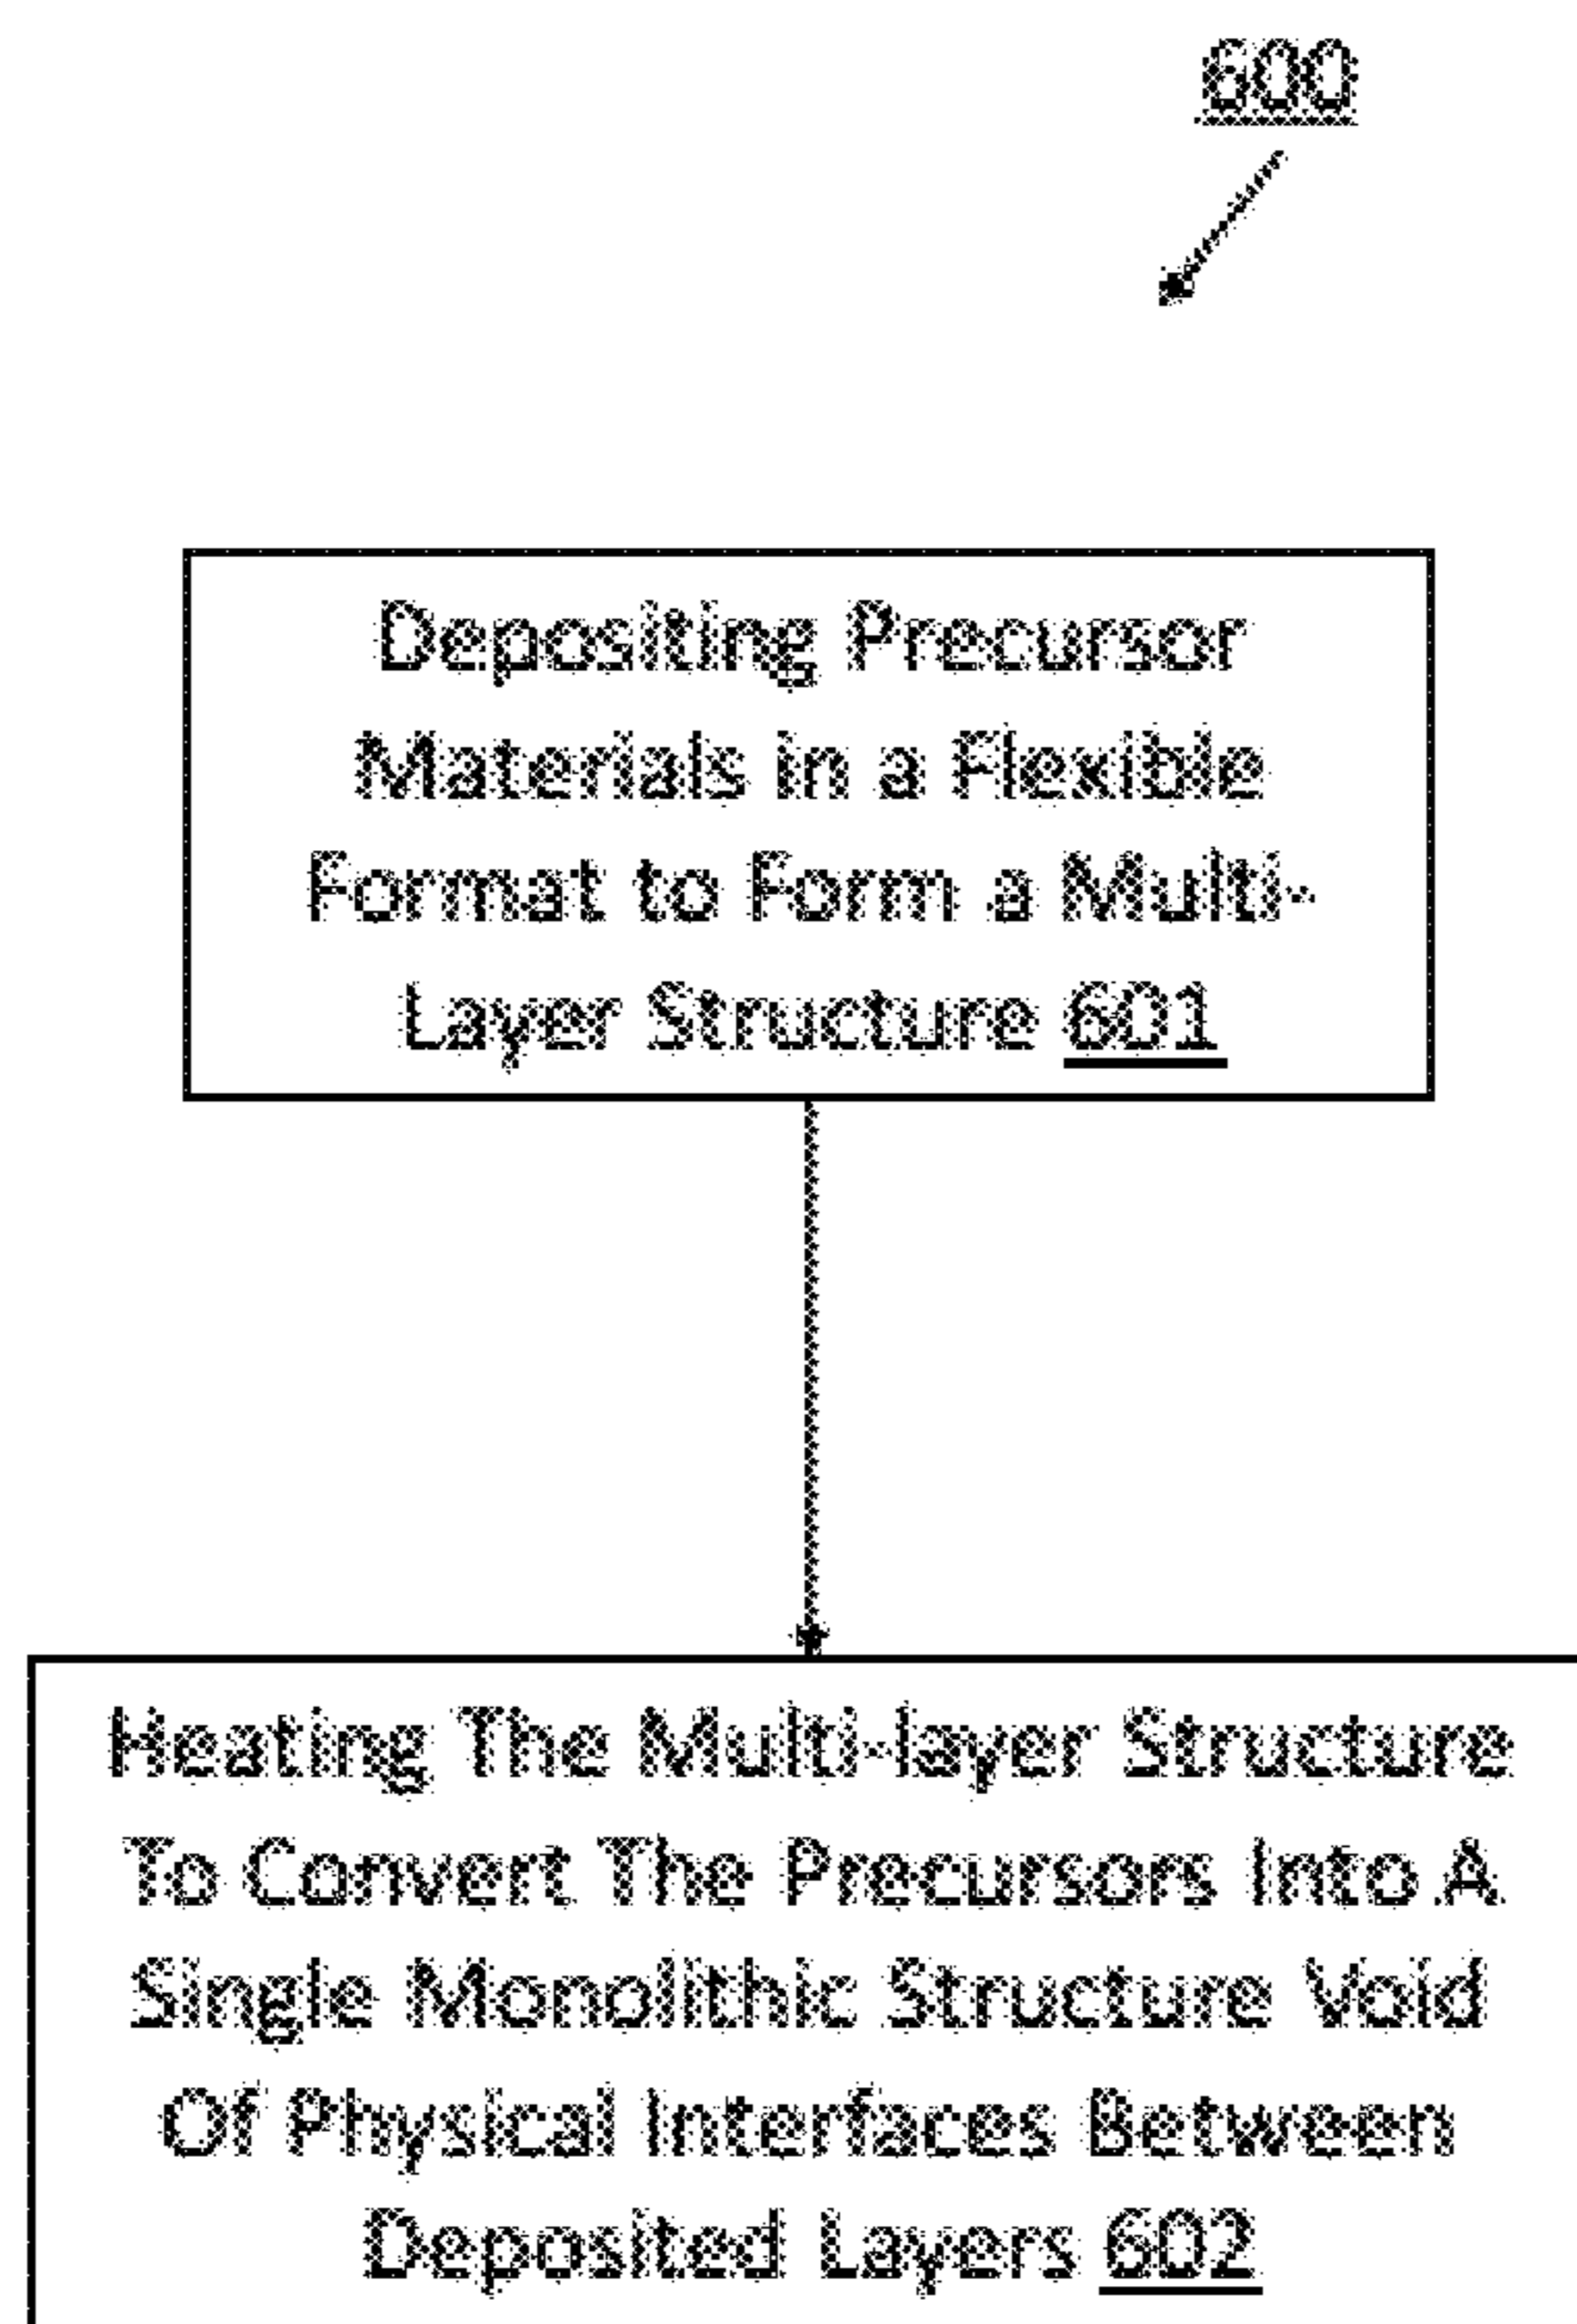 600
Depositing Precursor
Materials in a Flexible
Format to Form a Multi-
Layer Structure 601
Heating The Multi-layer Structure
To Convert The Precursors Into A
Single Monolithic Structure Void
Of Physical Interfaces Between
Deposited Layers 602